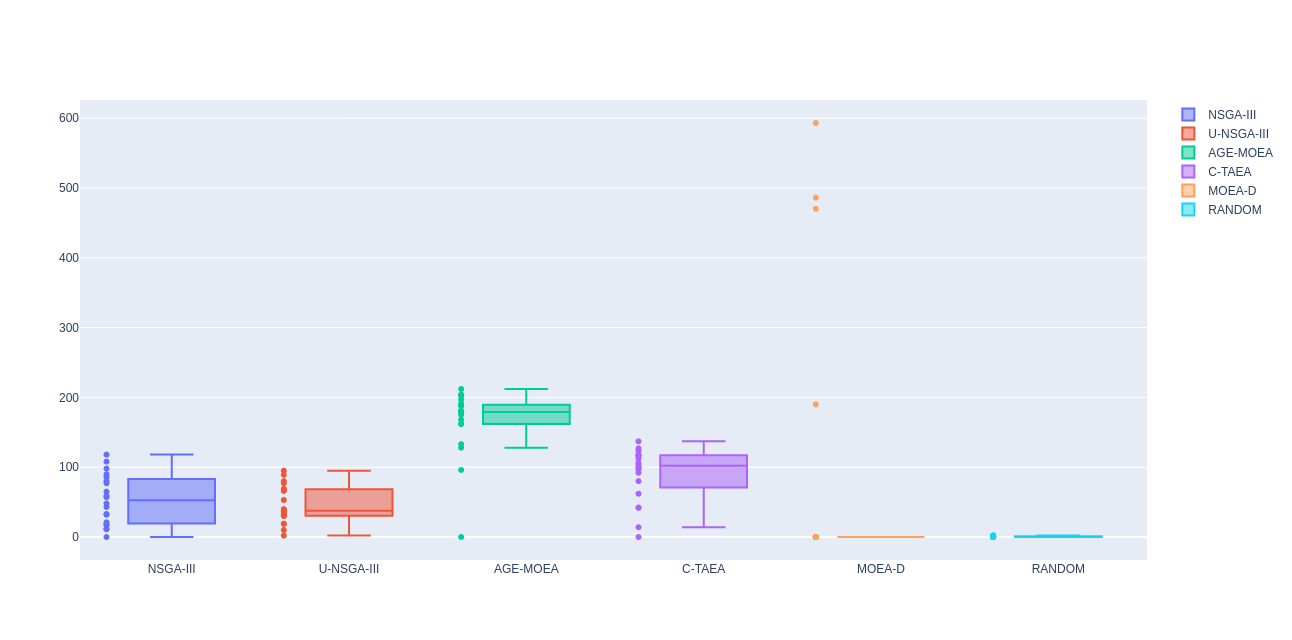 600
500
400
300
200
100
0
NSGA-III
U-NSGA-III
AGE-MOEA
C-TAEA
MOEA-D
RANDOM
NSGA-III
U-NSGA-III
AGE-MOEA
C-TAEA
MOEA-D
RANDOM